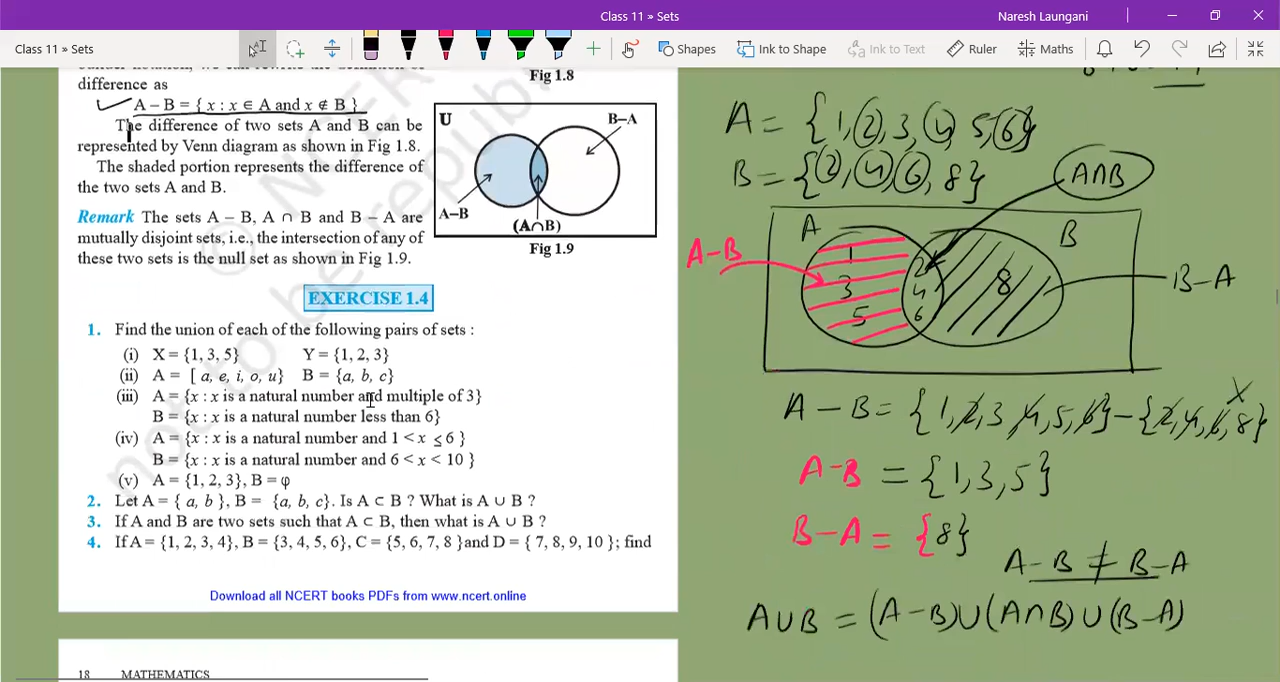 Class 11 » Sets
Naresh Laungani
Class 11 » Sets
Shapes
Ink to Shape
Ink to Text
Ruler
Maths
difference as
A – B = { x : x ∈ A and x ∉ B }
The difference of two sets A and B can be
represented by Venn diagram as shown in Fig 1.8.
The shaded portion represents the difference of
the two sets A and B.
Remark The sets A – B, A ∩ B and B – A are
mutually disjoint sets, i.e., the intersection of any of
these two sets is the null set as shown in Fig 1.9.
Fig 1.8
U
B–A
A–B
(A∩B)
Fig 1.9
EXERCISE 1.4
1. Find the union of each of the following pairs of sets :
(i) X = {1, 3, 5} Y = {1, 2, 3}
(ii) A = [ a, e, i, o, u} B = {a, b, c}
(iii) A = {x : x is a natural number and multiple of 3}
B = {x : x is a natural number less than 6}
(iv) A = {x : x is a natural number and 1 < x ≤ 6 }
B = {x : x is a natural number and 6 < x < 10 }
(v) A = {1, 2, 3}, B = φ
2. Let A = { a, b }, B = {a, b, c}. Is A ⊂ B ? What is A ∪ B ?
3. If A and B are two sets such that A ⊂ B, then what is A ∪ B ?
4. If A = {1, 2, 3, 4}, B = {3, 4, 5, 6}, C = {5, 6, 7, 8 }and D = { 7, 8, 9, 10 }; find
Download all NCERT books PDFs from www.ncert.online
18 MATHEMATICS
A = {1, 2, 3, 4, 5, 6}
B = {2, 4, 6, 8}
A∩B
A
B
A-B
1
3
5
2
4
6
8
B-A
A - B = {1, 2, 3, 4, 5, 6} - {2, 4, 6, 8}
A-B = {1, 3, 5}
B-A = {8}
A-B ≠ B-A
A∪B = (A-B)∪(A∩B)∪(B-A)